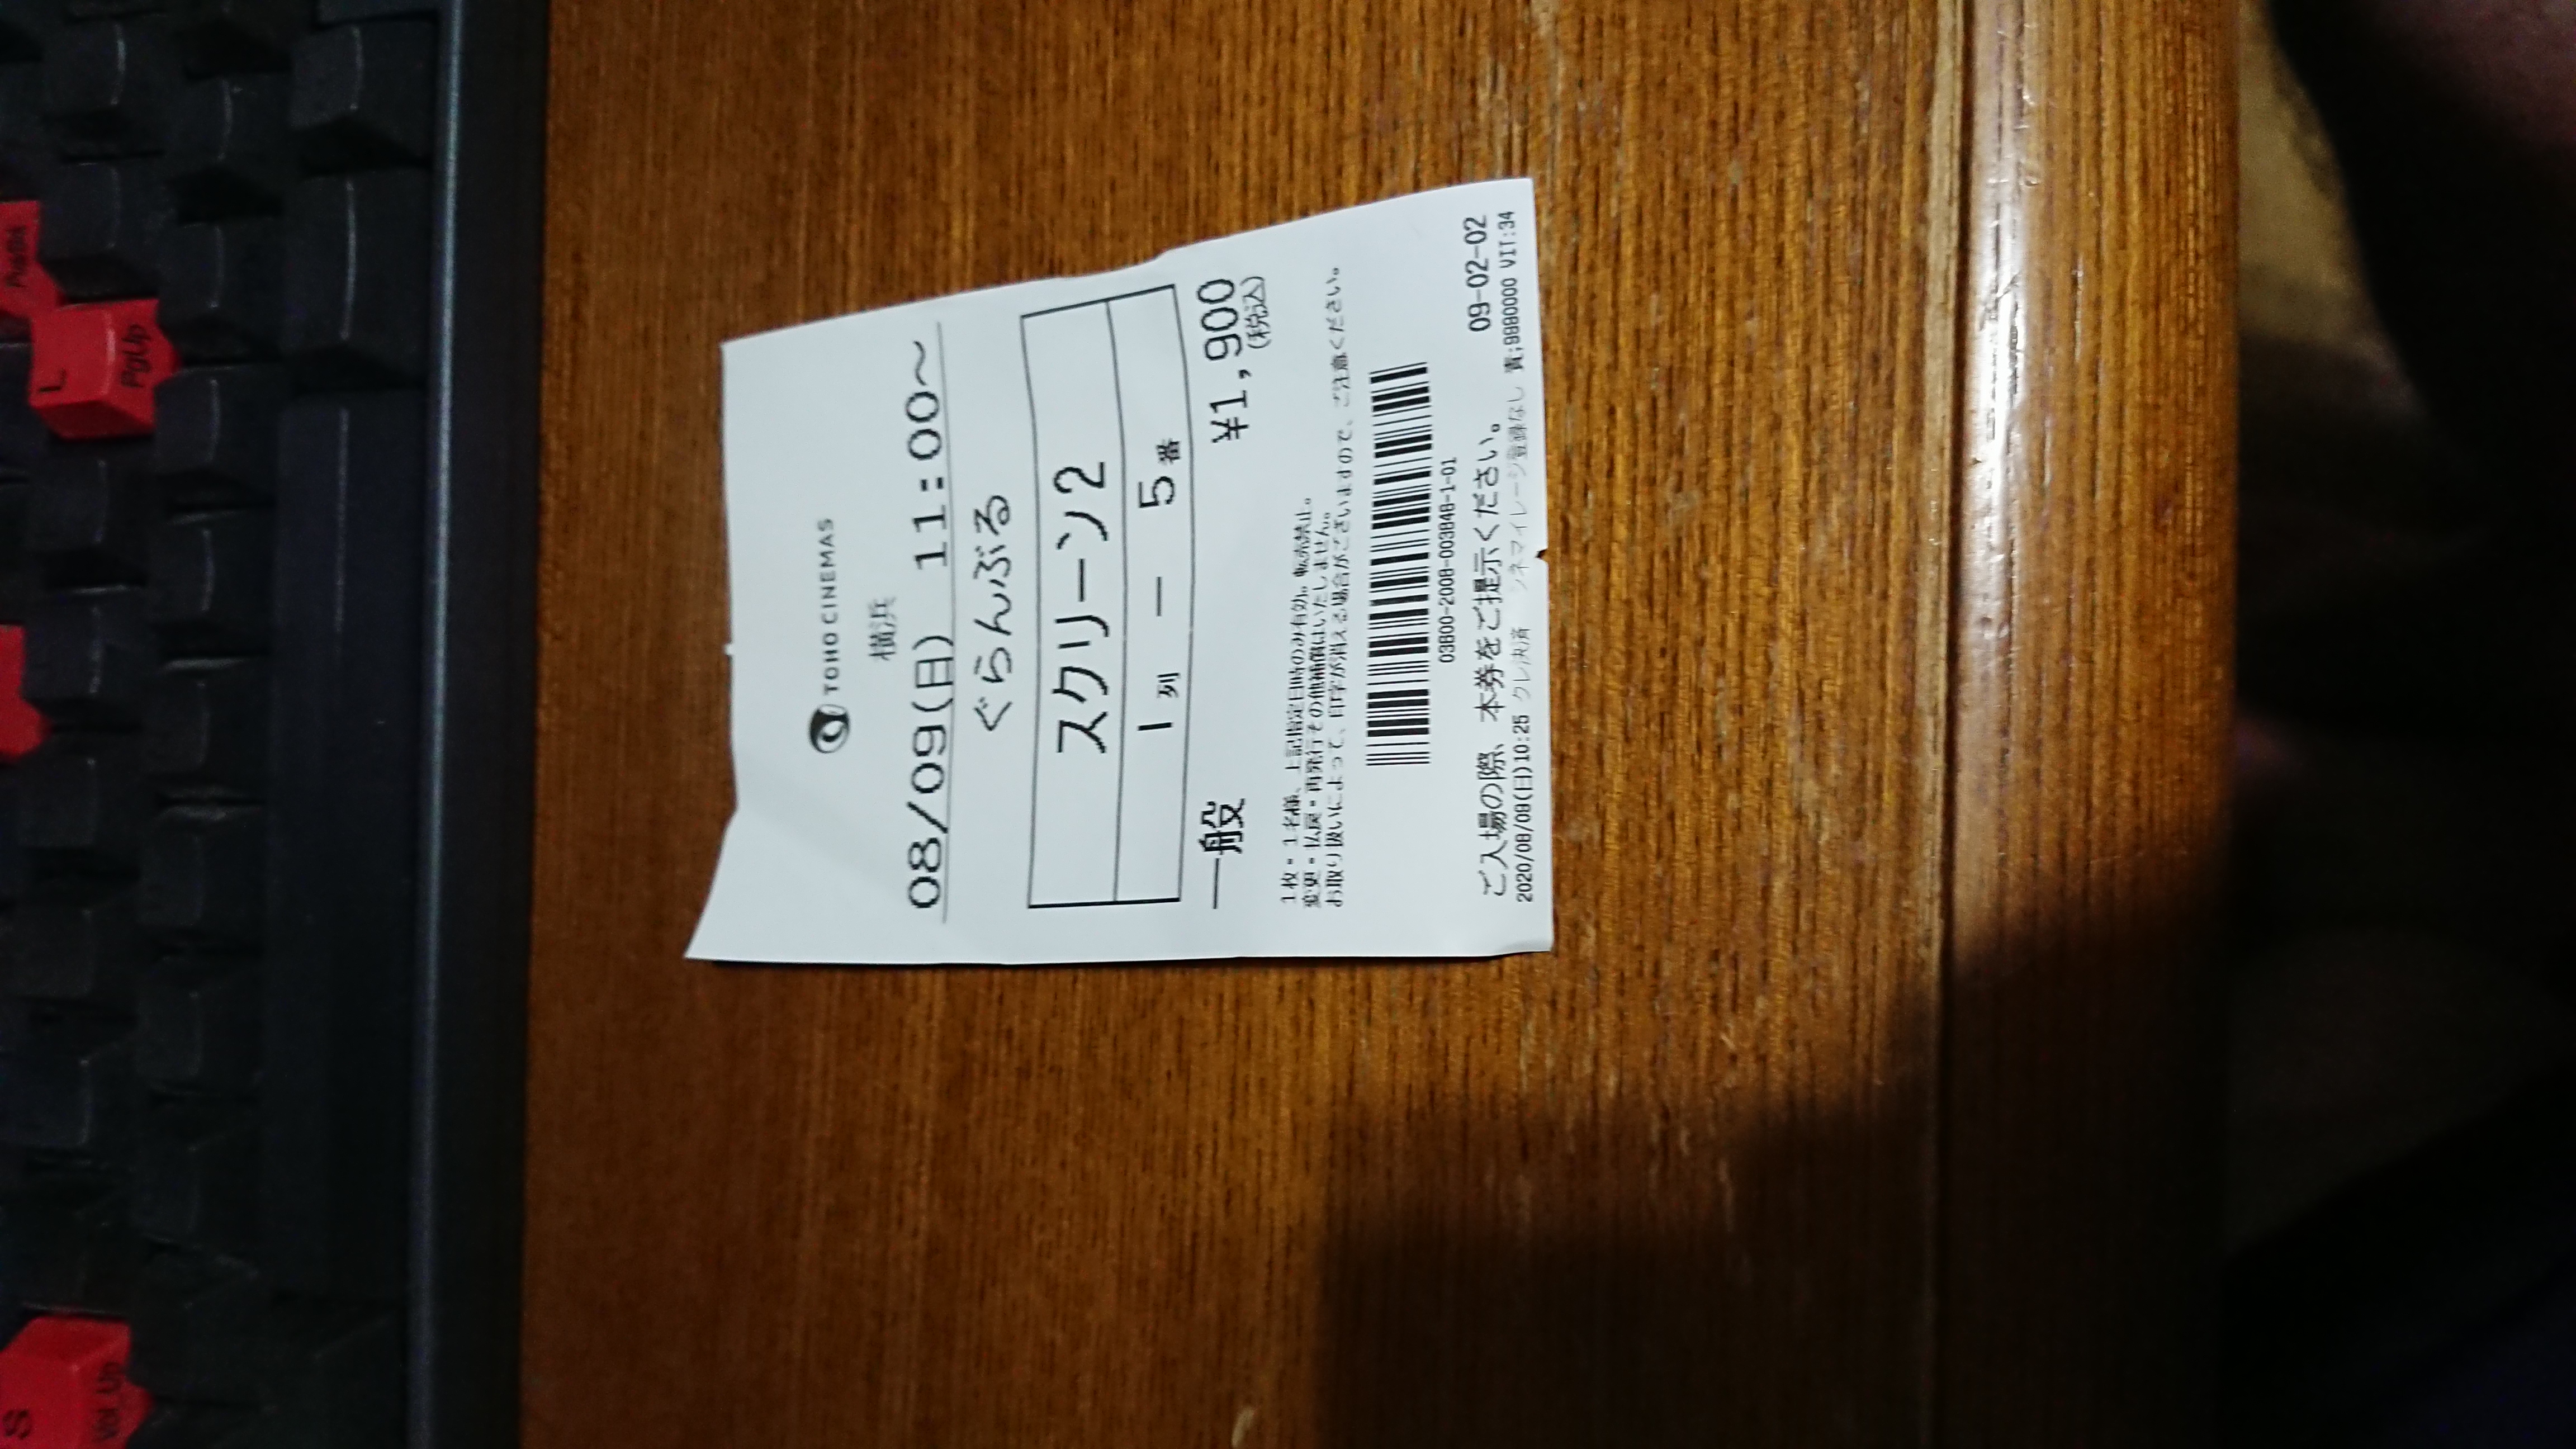 TOHO CINEMAS
横浜
08/09(日) 11:00~
ぐらんぶる
スクリーン2
I 列 - 5 番
一般 ¥1,900
(税込)
1枚・1名様、上記指定日時のみ有効。転売禁止。
変更・払戻・再発行その他補償はいたしません。
お取り扱いによって、印字が消える場合がございますので、ご注意ください。
03800-2008-003848-1-01
09-02-02
ご入場の際、本券をご提示ください。
2020/08/09(日)10:25 クレ決済 シネマイレージ登録なし 責:9980000 VIT:34
L
PgUp
S
Vol_Up